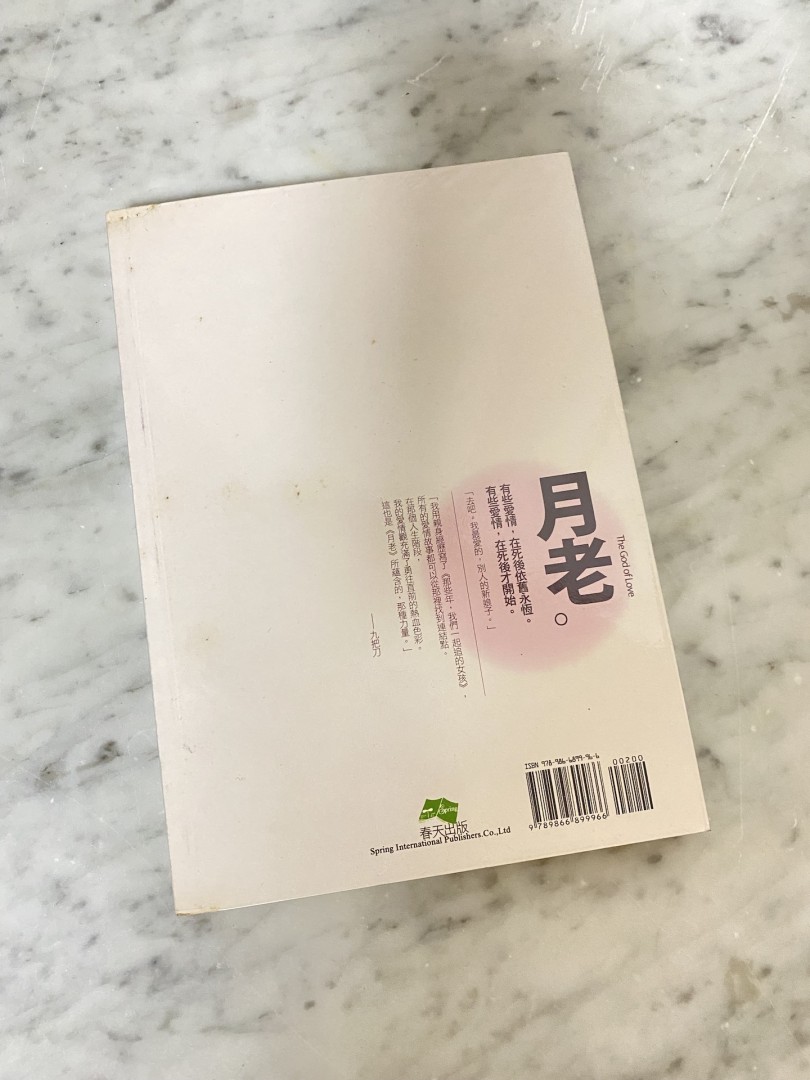 The God of Love
月老。
有些愛情，在死後依舊永恆。
有些愛情，在死後才開始。
「去吧，我最愛的，別人的新娘子。」
「我用親身經歷寫了《那些年，我們一起追的女孩》，
所有的愛情故事都可以從那裡找到連結點。
在那個人生階段，
我的愛情觀充滿了勇往直前的熱血色彩。
這也是《月老》所蘊含的，那種力量。」
——九把刀
ISBN 978-986-6899-96-6
00200
9 789866 899966
Spring
春天出版
Spring International Publishers.Co.,Ltd